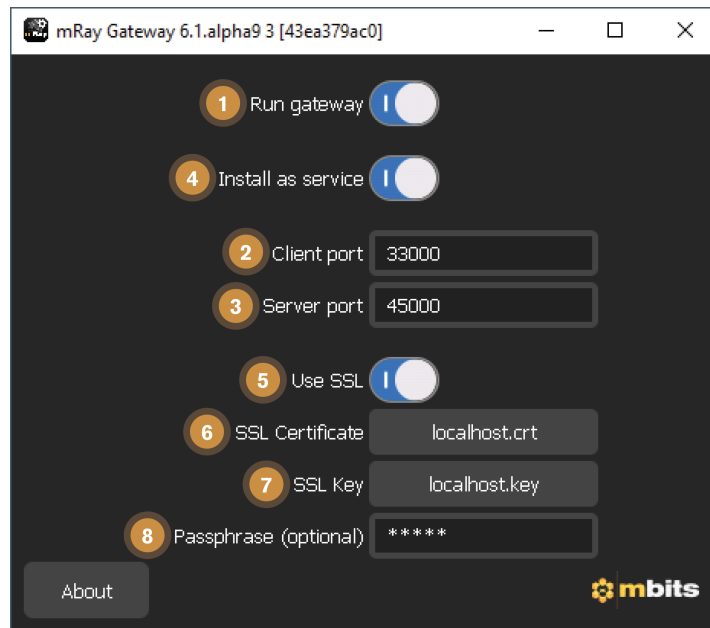 mRay Gateway 6.1.alpha9 3 [43ea379ac0]
1 Run gateway
4 Install as service
2 Client port 33000
3 Server port 45000
5 Use SSL
6 SSL Certificate localhost.crt
7 SSL Key localhost.key
8 Passphrase (optional) *****
About
mbits